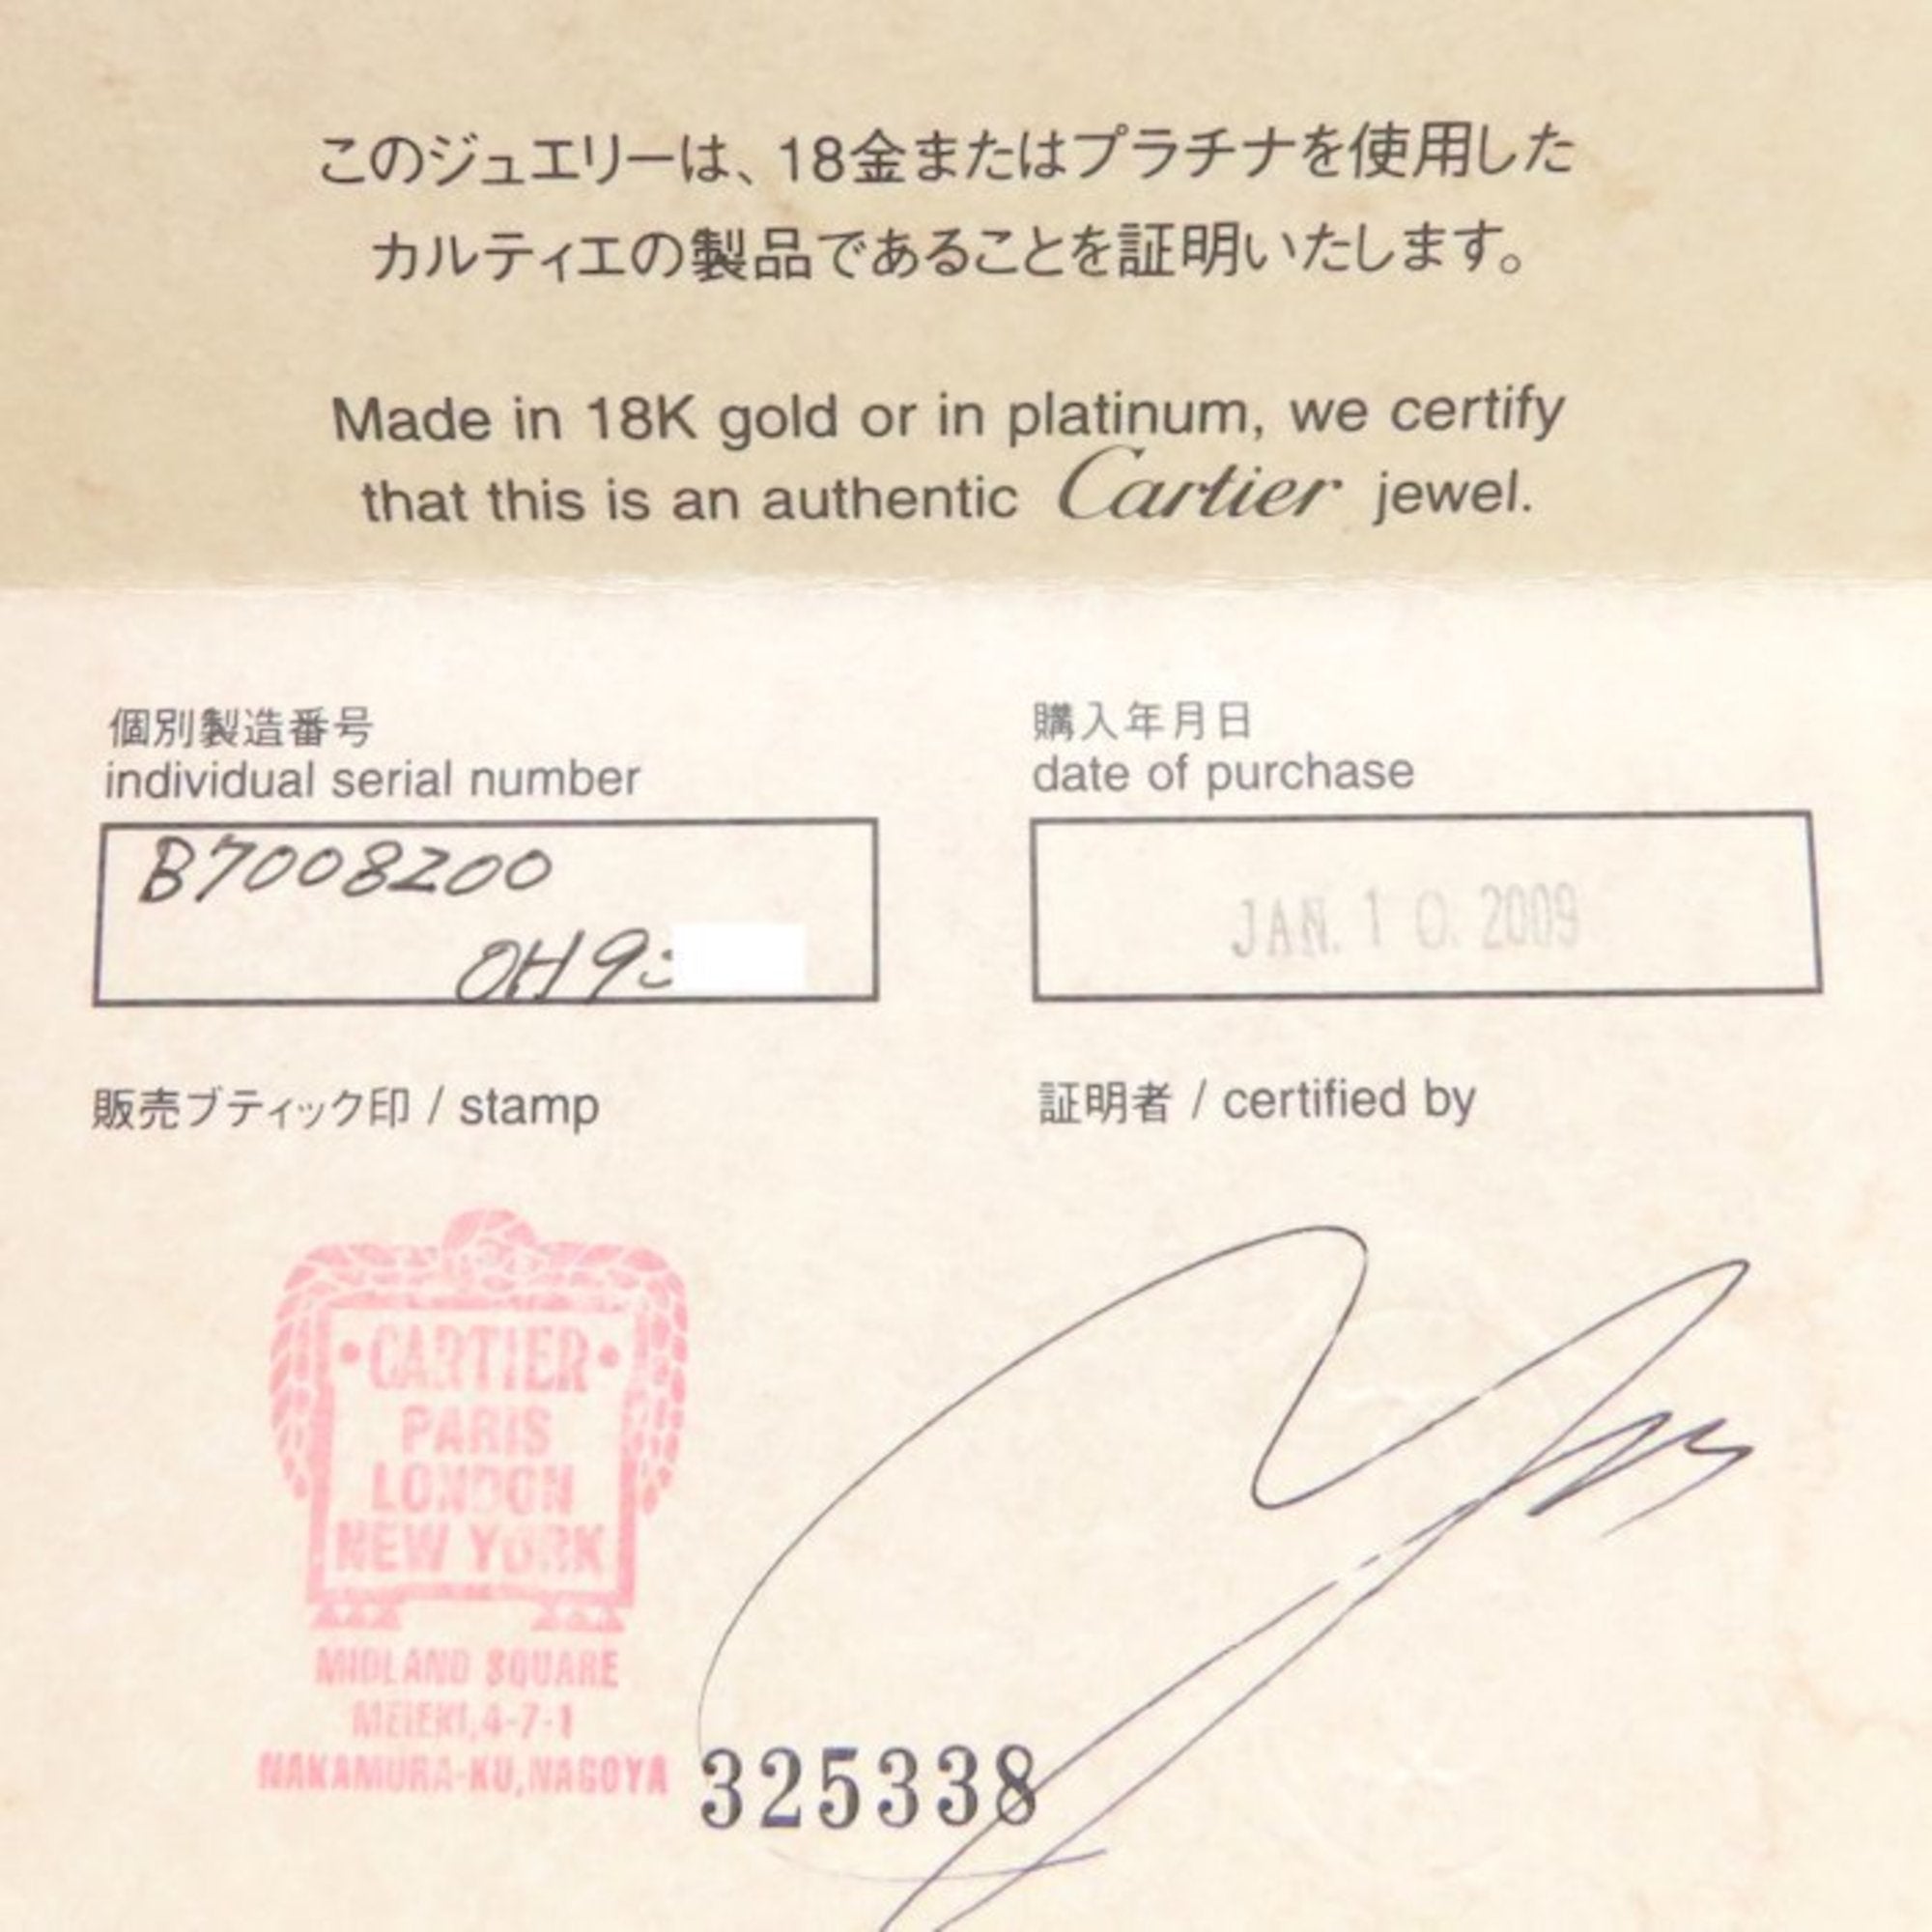 このジュエリーは、18金またはプラチナを使用した
カルティエの製品であることを証明いたします。
Made in 18K gold or in platinum, we certify
that this is an authentic Cartier jewel.
個別製造番号
individual serial number
B7008200
OH9
購入年月日
date of purchase
JAN. 10. 2009
販売ブティック印 / stamp
証明者 / certified by
CARTIER
PARIS
LONDON
NEW YORK
MIDLAND SQUARE
MEIEKI,4-7-1
NAKAMURA-KU,NAGOYA
325338